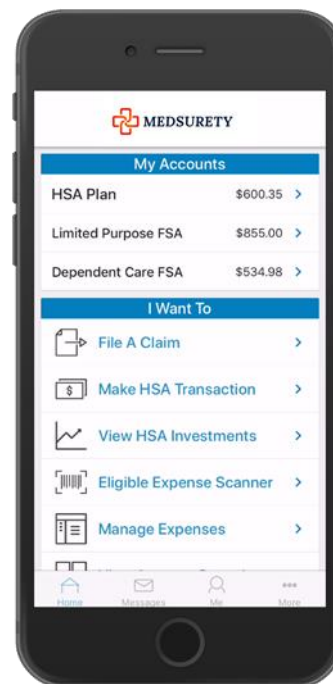 MEDSURETY
My Accounts
HSA Plan $600.35 >
Limited Purpose FSA $855.00 >
Dependent Care FSA $534.98 >
I Want To
File A Claim >
$ Make HSA Transaction >
View HSA Investments >
Eligible Expense Scanner >
Manage Expenses >
Home Messages Me More